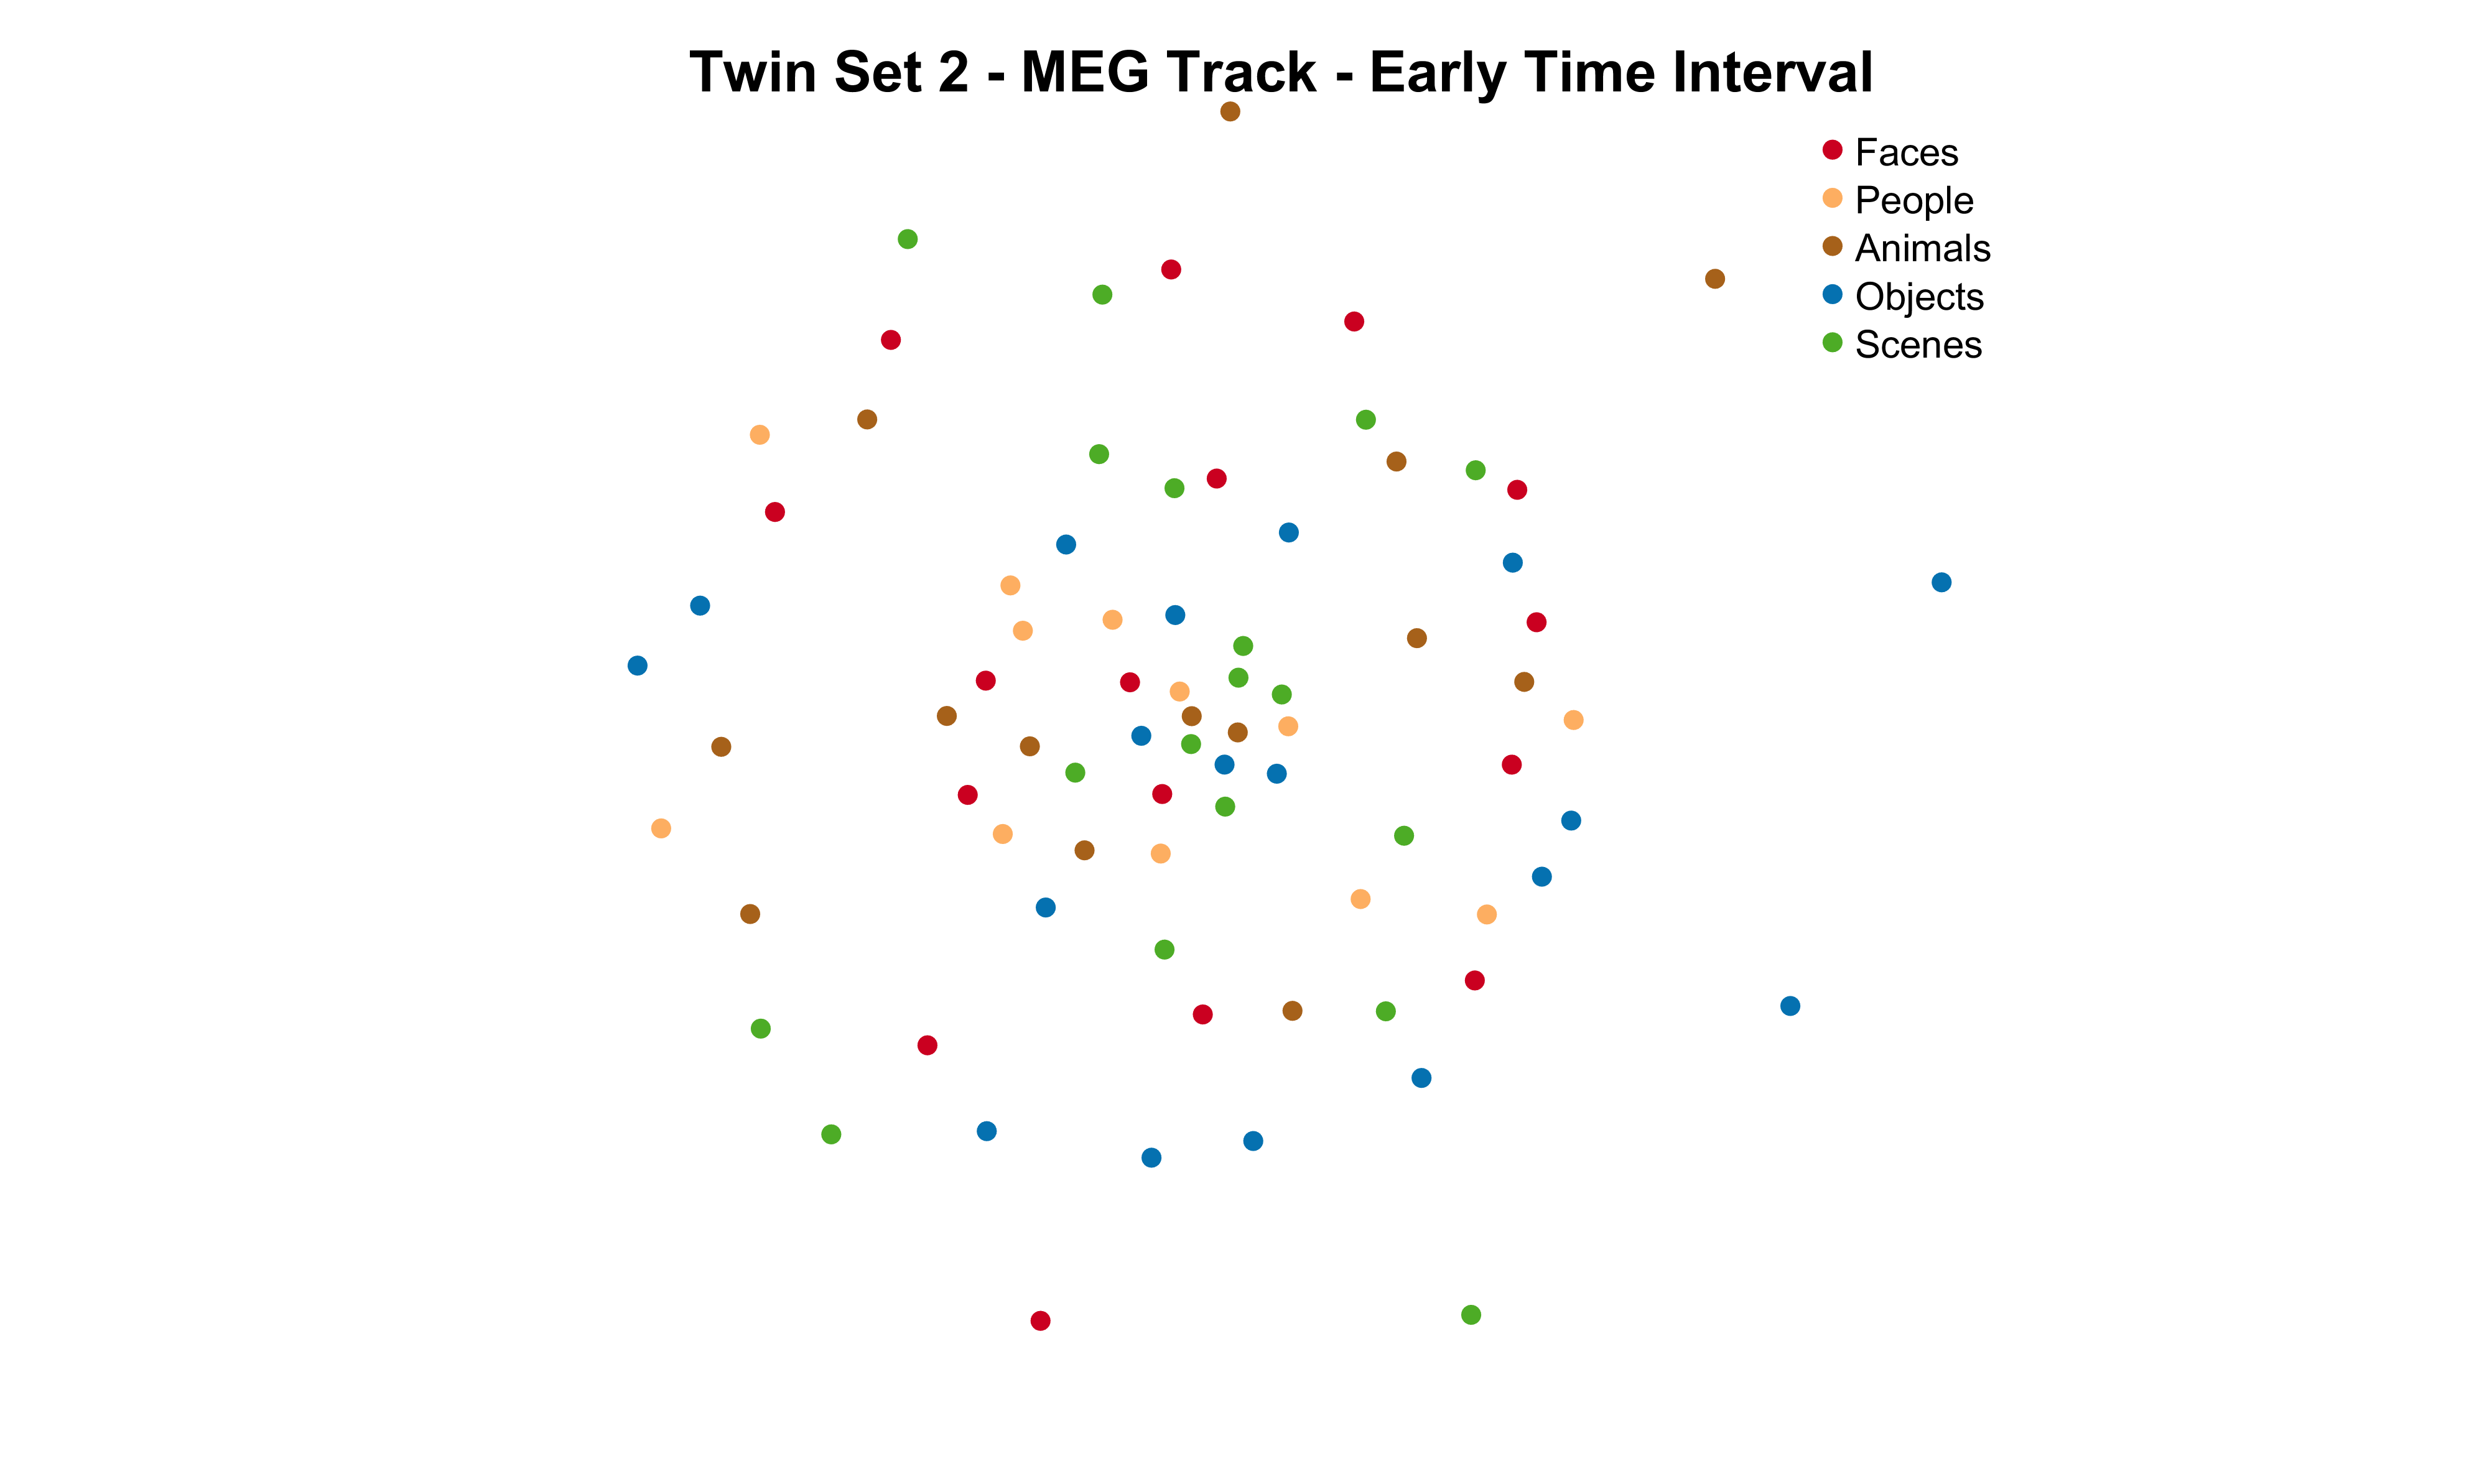 Twin Set 2 - MEG Track - Early Time Interval
Faces
People
Animals
Objects
Scenes